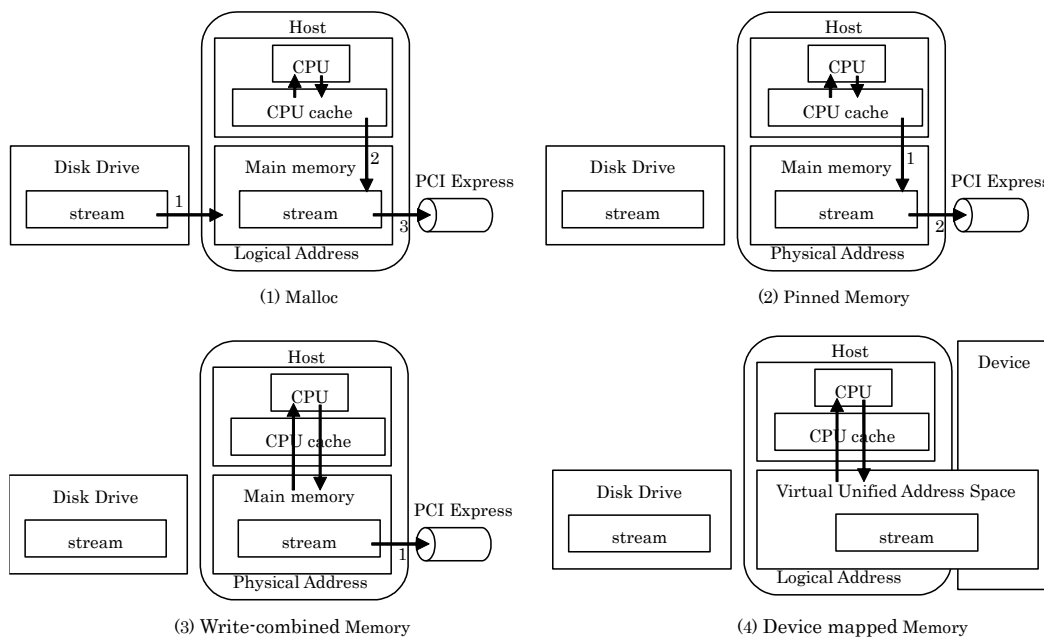 Host
CPU
CPU cache
2
Disk Drive
stream
1
Main memory
stream
3
PCI Express
Logical Address
(1) Malloc
Host
CPU
CPU cache
1
Disk Drive
stream
Main memory
stream
2
PCI Express
Physical Address
(2) Pinned Memory
Host
CPU
CPU cache
Disk Drive
stream
Main memory
stream
1
PCI Express
Physical Address
(3) Write-combined Memory
Host
Device
CPU
CPU cache
Disk Drive
stream
Virtual Unified Address Space
stream
Logical Address
(4) Device mapped Memory